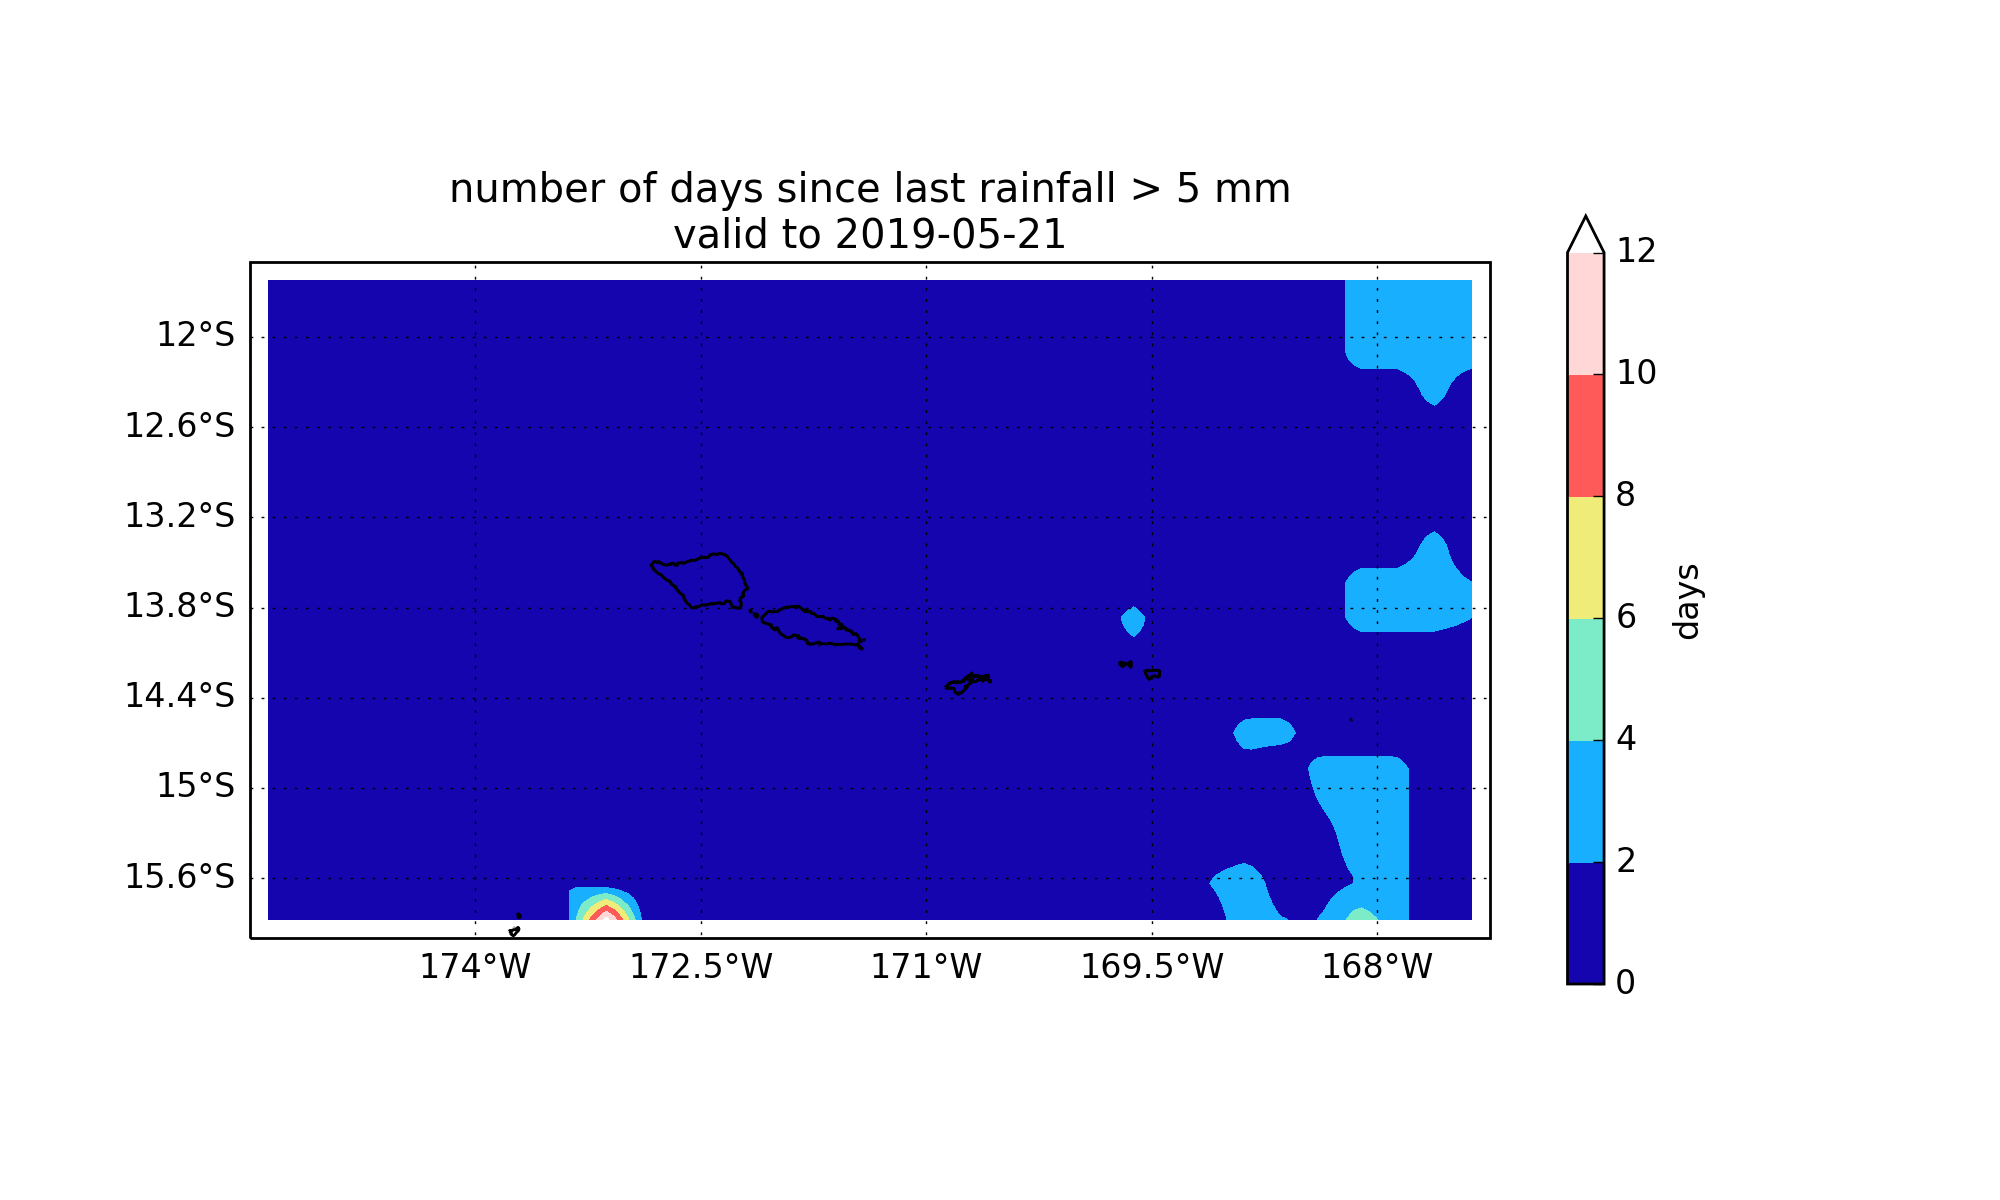 number of days since last rainfall > 5 mm
valid to 2019-05-21
12°S
12.6°S
13.2°S
13.8°S
14.4°S
15°S
15.6°S
174°W 172.5°W 171°W 169.5°W 168°W
12
10
8
6
4
2
0
days